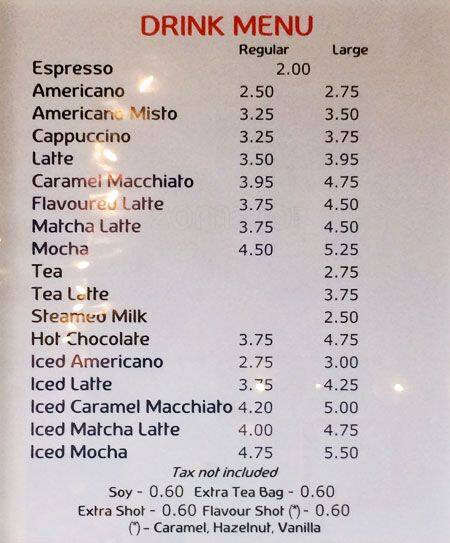 DRINK MENU
Regular Large
Espresso 2.00
Americano 2.50 2.75
Americano Misto 3.25 3.50
Cappuccino 3.25 3.75
Latte 3.50 3.95
Caramel Macchiato 3.95 4.75
Flavoured Latte 3.75 4.50
Matcha Latte 3.75 4.50
Mocha 4.50 5.25
Tea 2.75
Tea Latte 3.75
Steamed Milk 2.50
Hot Chocolate 3.75 4.75
Iced Americano 2.75 3.00
Iced Latte 3.75 4.25
Iced Caramel Macchiato 4.20 5.00
Iced Matcha Latte 4.00 4.75
Iced Mocha 4.75 5.50
Tax not included
Soy - 0.60 Extra Tea Bag - 0.60
Extra Shot - 0.60 Flavour Shot (*) - 0.60
(*) - Caramel, Hazelnut, Vanilla